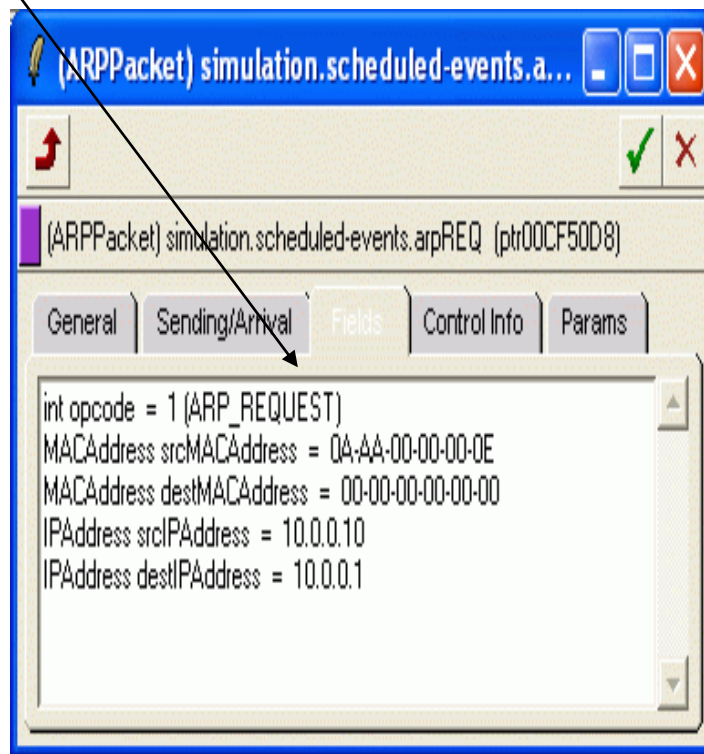 (ARPPacket) simulation.scheduled-events.a...
(ARPPacket) simulation.scheduled-events.arpREQ (ptr00CF50D8)
General Sending/Arrival Fields Control Info Params
int opcode = 1 (ARP_REQUEST)
MACAddress srcMACAddress = 0A-AA-00-00-00-0E
MACAddress destMACAddress = 00-00-00-00-00-00
IPAddress srcIPAddress = 10.0.0.10
IPAddress destIPAddress = 10.0.0.1